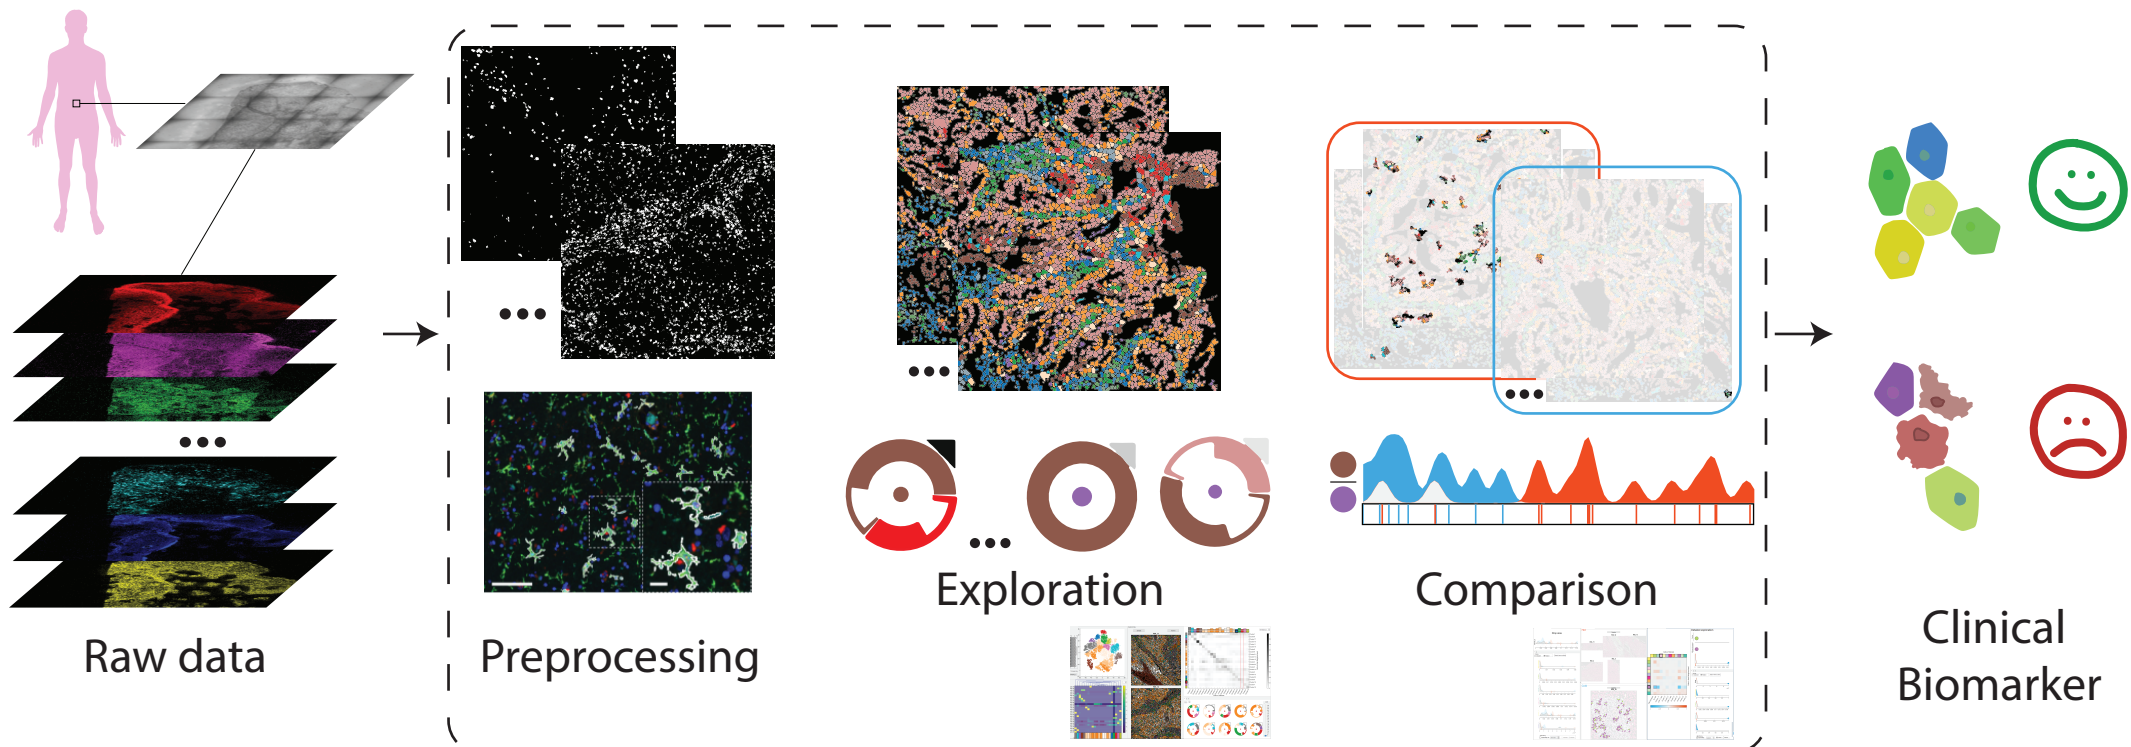 Raw data
Preprocessing
Exploration
Comparison
Clinical
Biomarker